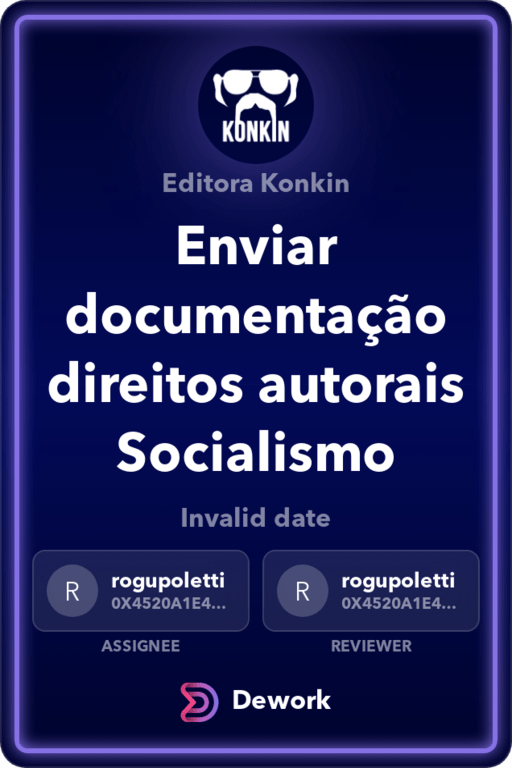 KONKIN
Editora Konkin
Enviar
documentação
direitos autorais
Socialismo
Invalid date
R rogupoletti 0X4520A1E4...
R rogupoletti 0X4520A1E4...
ASSIGNEE REVIEWER
Dework